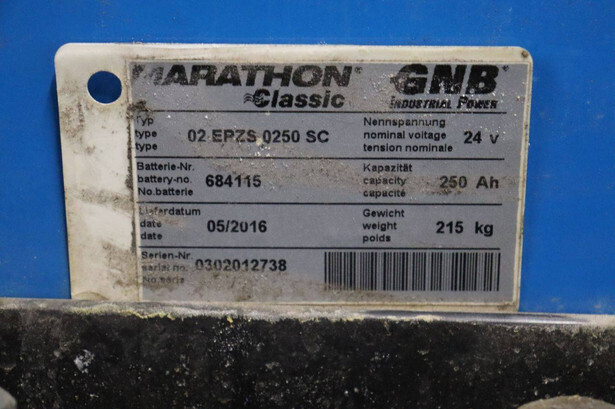 MARATHON® GNB®
Classic INDUSTRIAL POWER
Typ Nennspannung
type 02 EPZS 0250 SC nominal voltage 24 V
type tension nominale
Batterie-Nr. Kapazität
battery-no. 684115 capacity 250 Ah
No.batterie capacité
Lieferdatum Gewicht
date 05/2016 weight 215 kg
date poids
Serien-Nr.
serial no. 0302012738
No.série